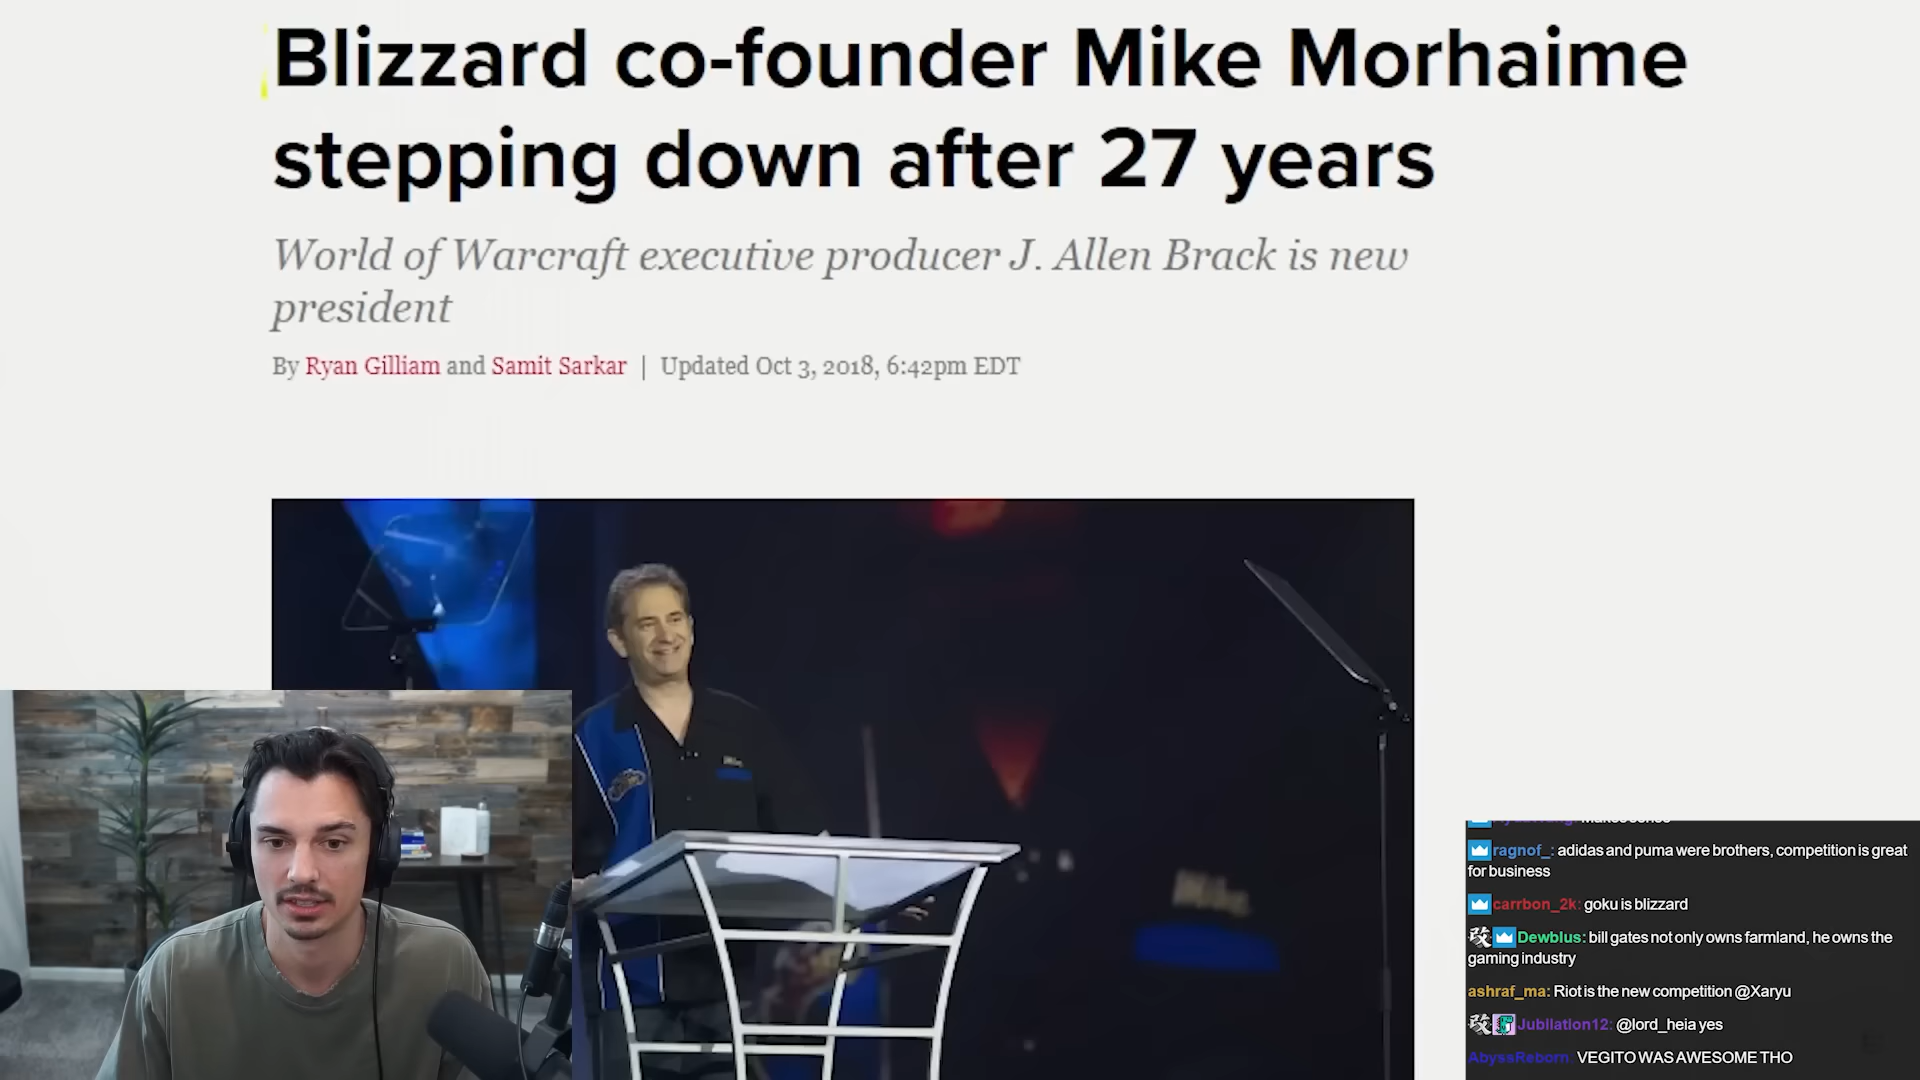 Blizzard co-founder Mike Morhaime
stepping down after 27 years
World of Warcraft executive producer J. Allen Brack is new
president
By Ryan Gilliam and Samit Sarkar | Updated Oct 3, 2018, 6:42pm EDT
ragnof_: adidas and puma were brothers, competition is great
for business
carrbon_2k: goku is blizzard
Dewblus: bill gates not only owns farmland, he owns the
gaming industry
ashraf_ma: Riot is the new competition @Xaryu
改 Jubilation12: @lord_heia yes
AbyssReborn: VEGITO WAS AWESOME THO